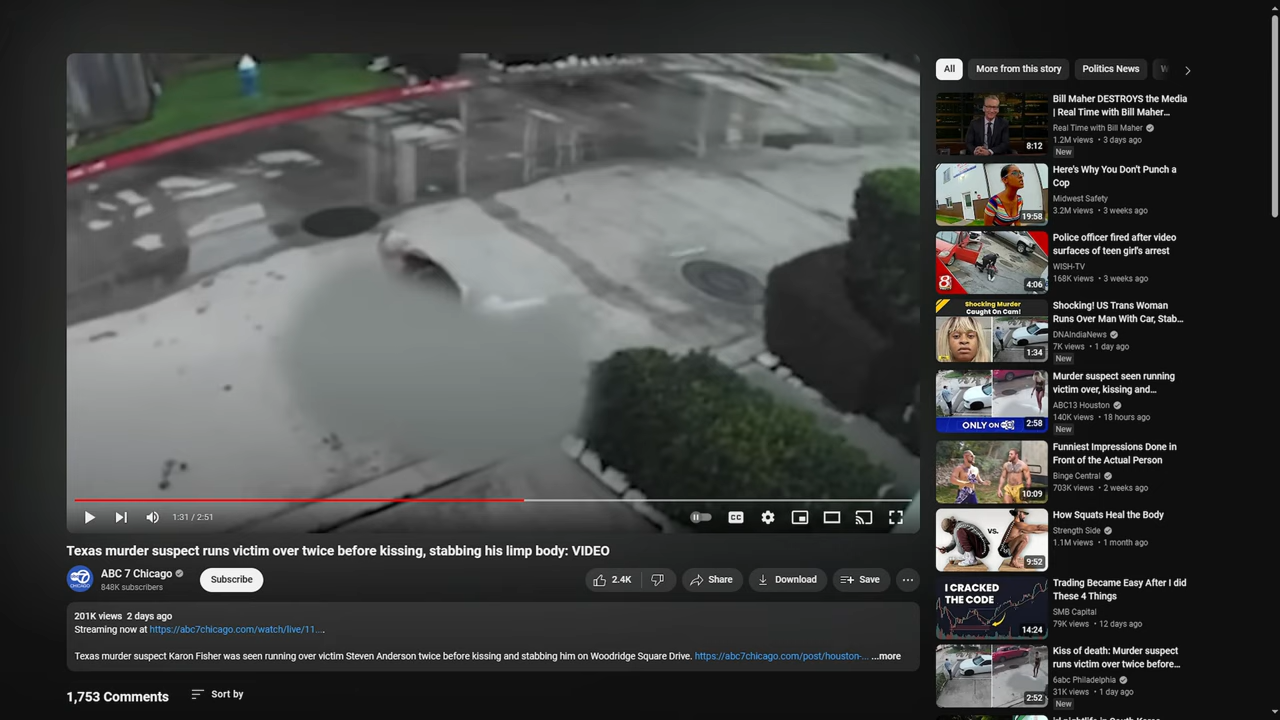 1:31 / 2:51
CC
Texas murder suspect runs victim over twice before kissing, stabbing his limp body: VIDEO
ABC 7 Chicago
848K subscribers
Subscribe
2.4K
Share
Download
Save
201K views 2 days ago
Streaming now at https://abc7chicago.com/watch/live/11....
Texas murder suspect Karon Fisher was seen running over victim Steven Anderson twice before kissing and stabbing him on Woodridge Square Drive. https://abc7chicago.com/post/houston-... ...more
1,753 Comments
Sort by
All
More from this story
Politics News
8:12
Bill Maher DESTROYS the Media
| Real Time with Bill Maher...
Real Time with Bill Maher
1.2M views • 3 days ago
New
19:58
Here's Why You Don't Punch a
Cop
Midwest Safety
3.2M views • 3 weeks ago
8
4:06
Police officer fired after video
surfaces of teen girl's arrest
WISH-TV
168K views • 3 weeks ago
Shocking Murder
Caught On Cam!
1:34
Shocking! US Trans Woman
Runs Over Man With Car, Stab...
DNAIndiaNews
7K views • 1 day ago
New
ONLY ON 13
2:58
Murder suspect seen running
victim over, kissing and...
ABC13 Houston
140K views • 18 hours ago
New
10:09
Funniest Impressions Done in
Front of the Actual Person
Binge Central
703K views • 2 weeks ago
VS.
9:52
How Squats Heal the Body
Strength Side
1.1M views • 1 month ago
I CRACKED
THE CODE
14:24
Trading Became Easy After I did
These 4 Things
SMB Capital
79K views • 12 days ago
2:52
Kiss of death: Murder suspect
runs victim over twice before...
6abc Philadelphia
31K views • 1 day ago
New